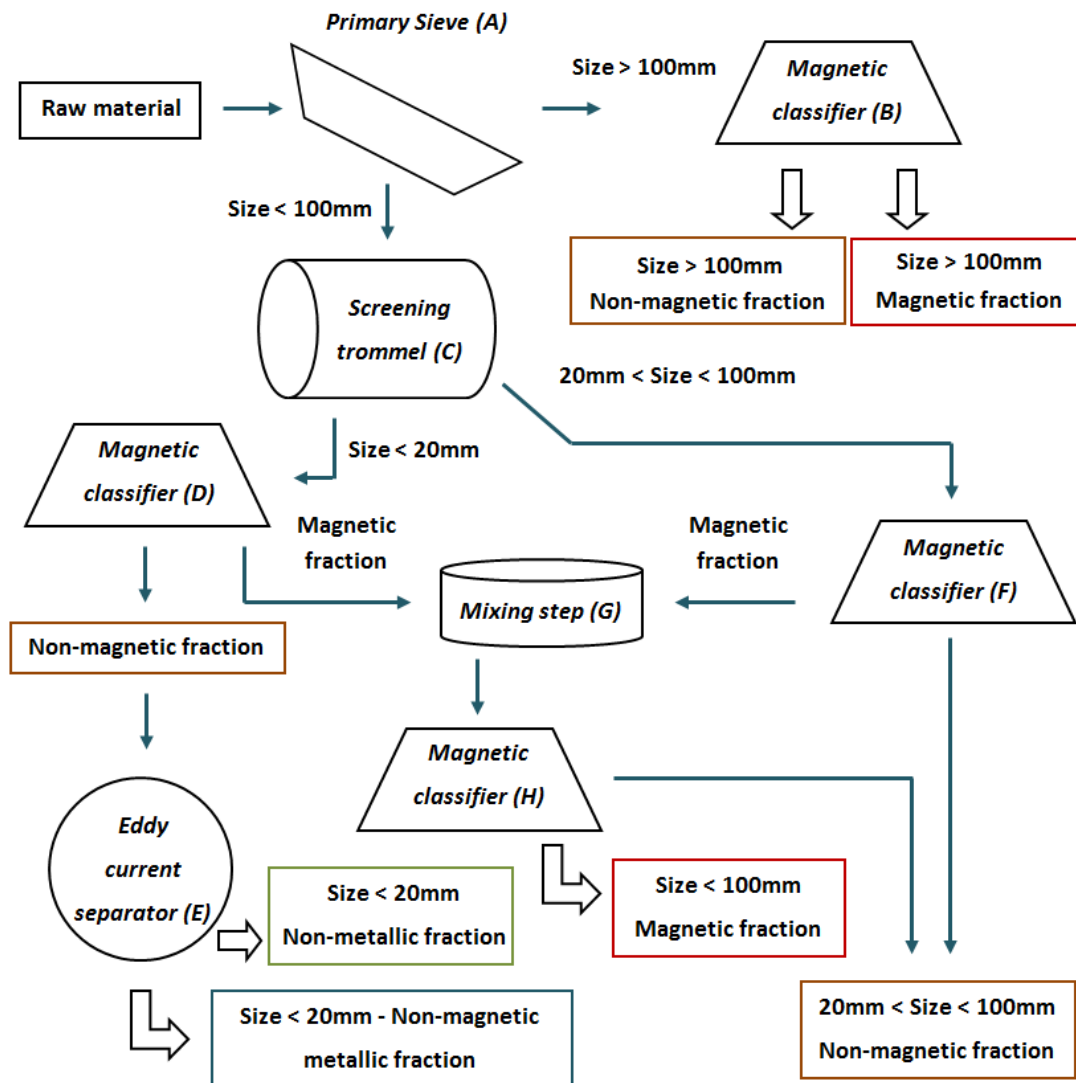 Primary Sieve (A)
Raw material
Size > 100mm
Magnetic
classifier (B)
Size < 100mm
Size > 100mm
Non-magnetic fraction
Size > 100mm
Magnetic fraction
Screening
trommel (C)
20mm < Size < 100mm
Size < 20mm
Magnetic
classifier (D)
Magnetic
fraction
Magnetic
fraction
Magnetic
classifier (F)
Mixing step (G)
Non-magnetic fraction
Magnetic
classifier (H)
Eddy
current
separator (E)
Size < 20mm
Non-metallic fraction
Size < 100mm
Magnetic fraction
Size < 20mm - Non-magnetic
metallic fraction
20mm < Size < 100mm
Non-magnetic fraction